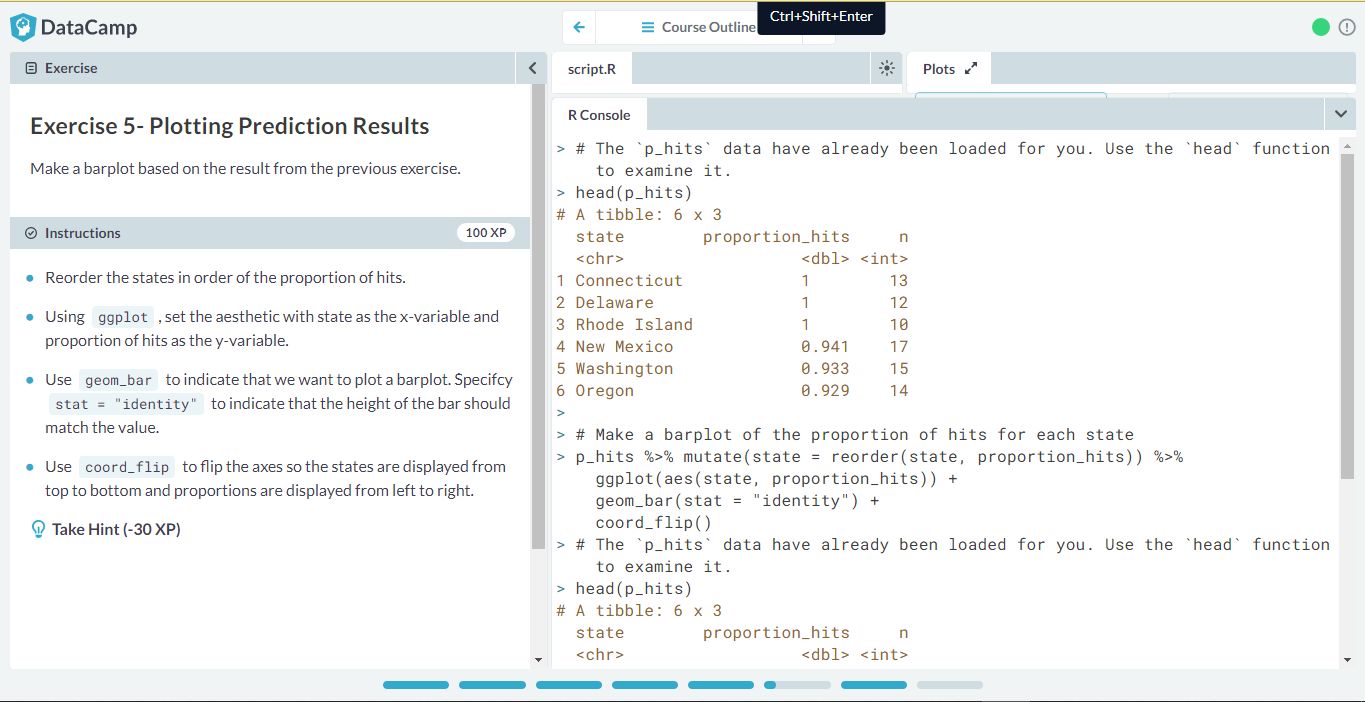 DataCamp
Course Outline
Ctrl+Shift+Enter
Exercise
Exercise 5- Plotting Prediction Results
Make a barplot based on the result from the previous exercise.
Instructions
100 XP
Reorder the states in order of the proportion of hits.
Using ggplot , set the aesthetic with state as the x-variable and
proportion of hits as the y-variable.
Use geom_bar to indicate that we want to plot a barplot. Specifcy
stat = "identity" to indicate that the height of the bar should
match the value.
Use coord_flip to flip the axes so the states are displayed from
top to bottom and proportions are displayed from left to right.
Take Hint (-30 XP)
script.R
Plots
R Console
> # The `p_hits` data have already been loaded for you. Use the `head` function
to examine it.
> head(p_hits)
# A tibble: 6 x 3
state proportion_hits n
<chr> <dbl> <int>
1 Connecticut 1 13
2 Delaware 1 12
3 Rhode Island 1 10
4 New Mexico 0.941 17
5 Washington 0.933 15
6 Oregon 0.929 14
>
> # Make a barplot of the proportion of hits for each state
> p_hits %>% mutate(state = reorder(state, proportion_hits)) %>%
ggplot(aes(state, proportion_hits)) +
geom_bar(stat = "identity") +
coord_flip()
> # The `p_hits` data have already been loaded for you. Use the `head` function
to examine it.
> head(p_hits)
# A tibble: 6 x 3
state proportion_hits n
<chr> <dbl> <int>